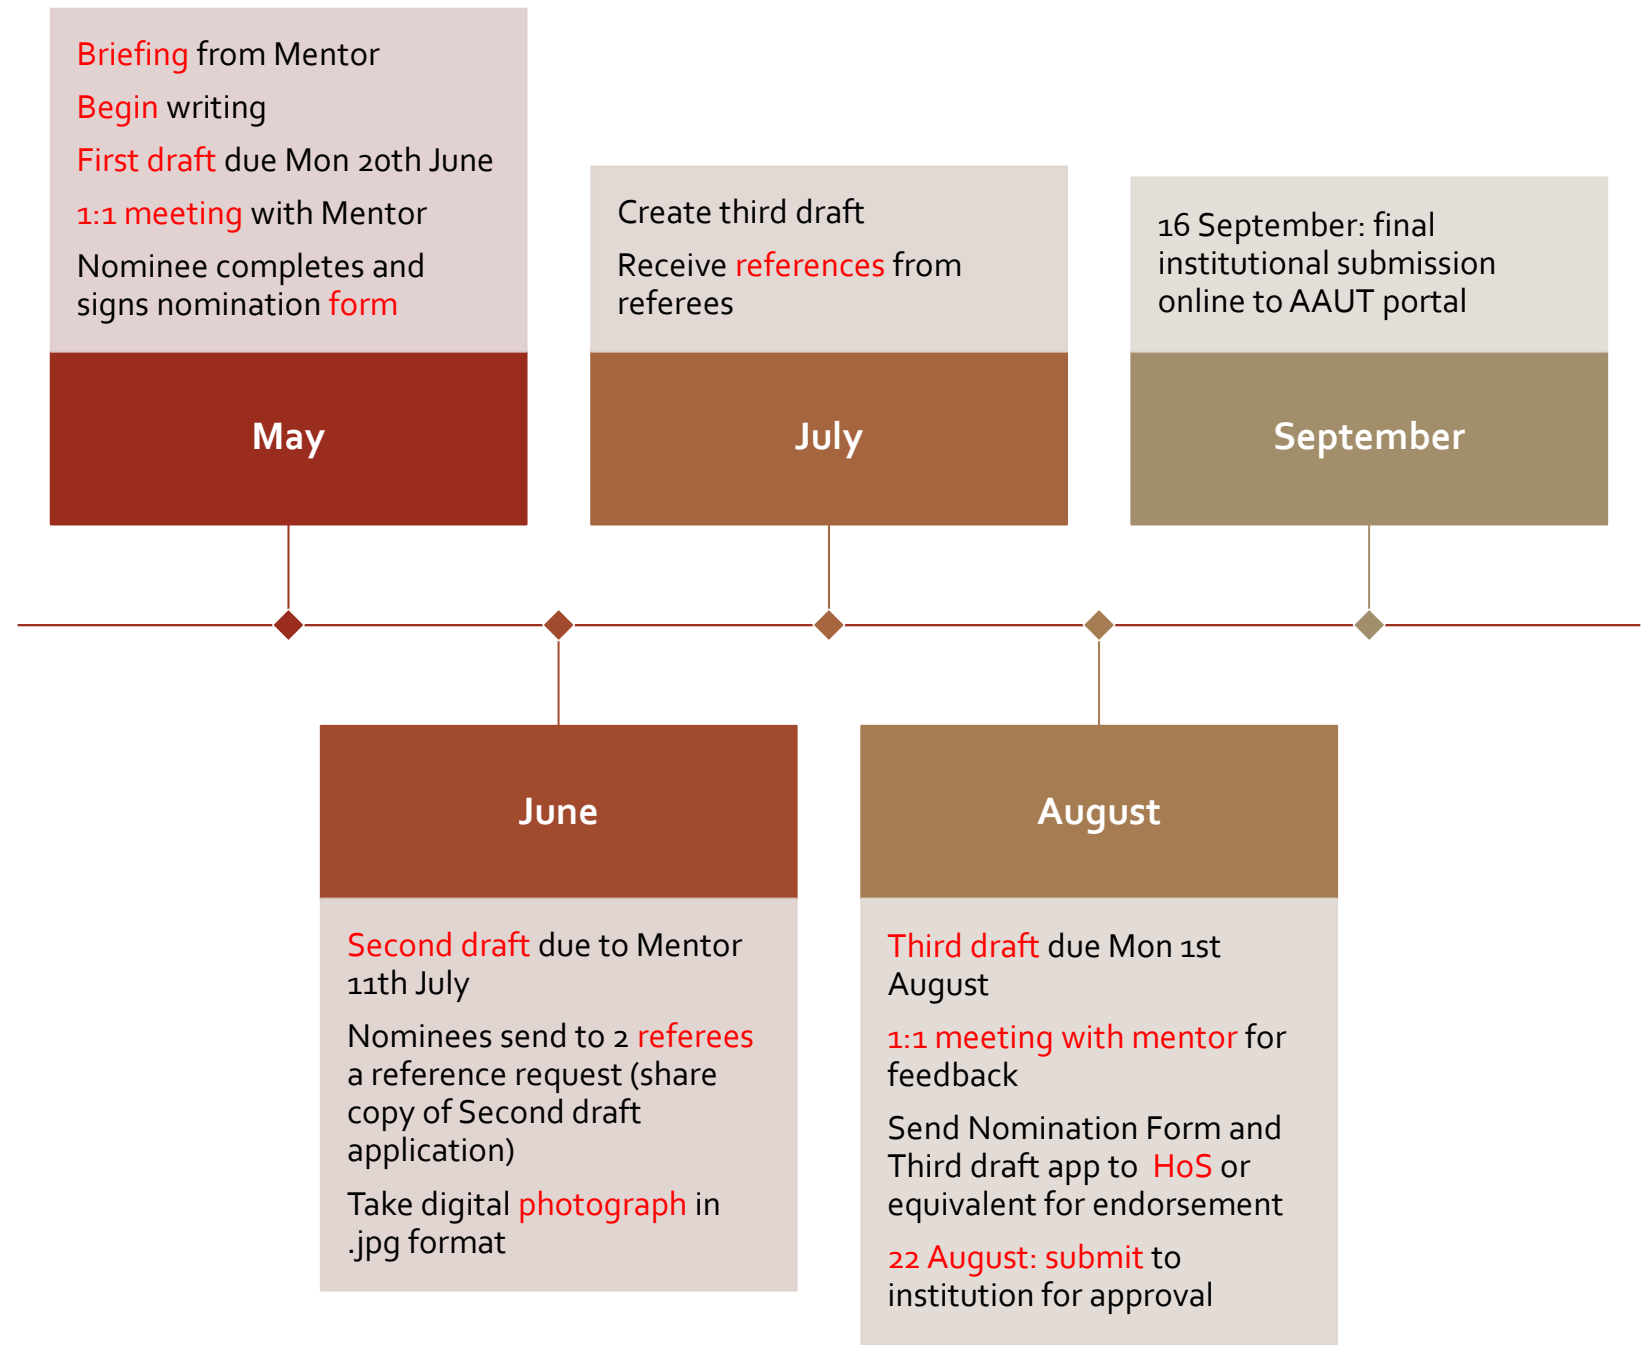 Briefing from Mentor
Begin writing
First draft due Mon 20th June
1:1 meeting with Mentor
Nominee completes and
signs nomination form
May
Second draft due to Mentor
11th July
Nominees send to 2 referees
a reference request (share
copy of Second draft
application)
Take digital photograph in
.jpg format
June
Create third draft
Receive references from
referees
July
Third draft due Mon 1st
August
1:1 meeting with mentor for
feedback
Send Nomination Form and
Third draft app to HoS or
equivalent for endorsement
22 August: submit to
institution for approval
August
16 September: final
institutional submission
online to AAUT portal
September